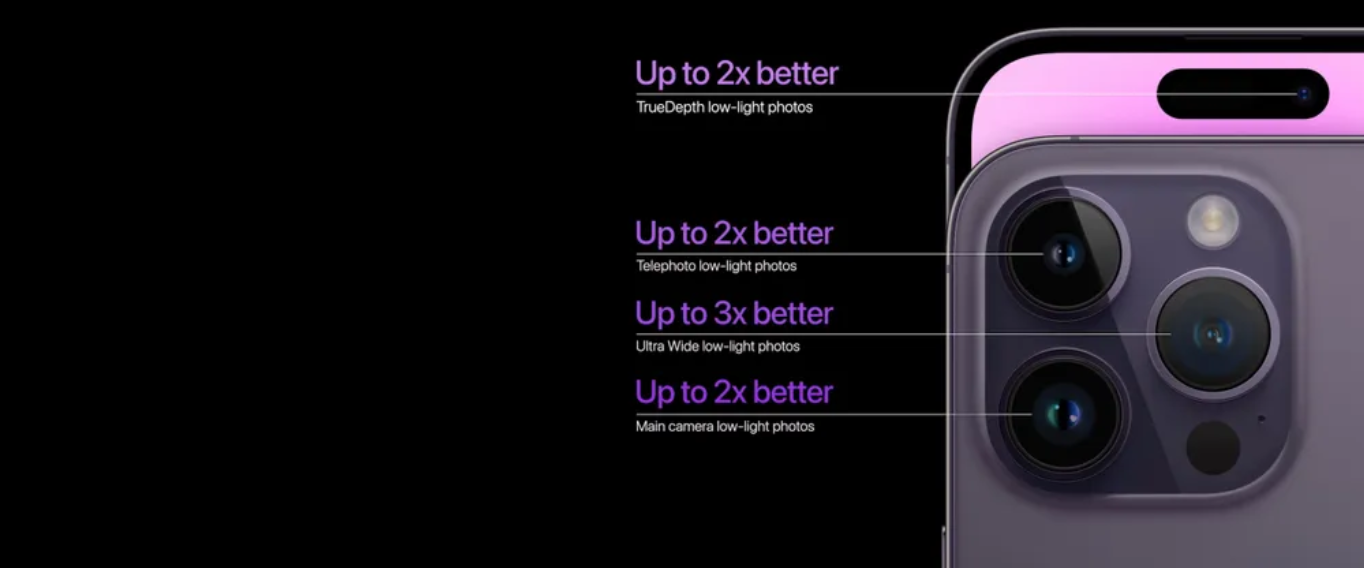 Up to 2x better
TrueDepth low-light photos
Up to 2x better
Telephoto low-light photos
Up to 3x better
Ultra Wide low-light photos
Up to 2x better
Main camera low-light photos